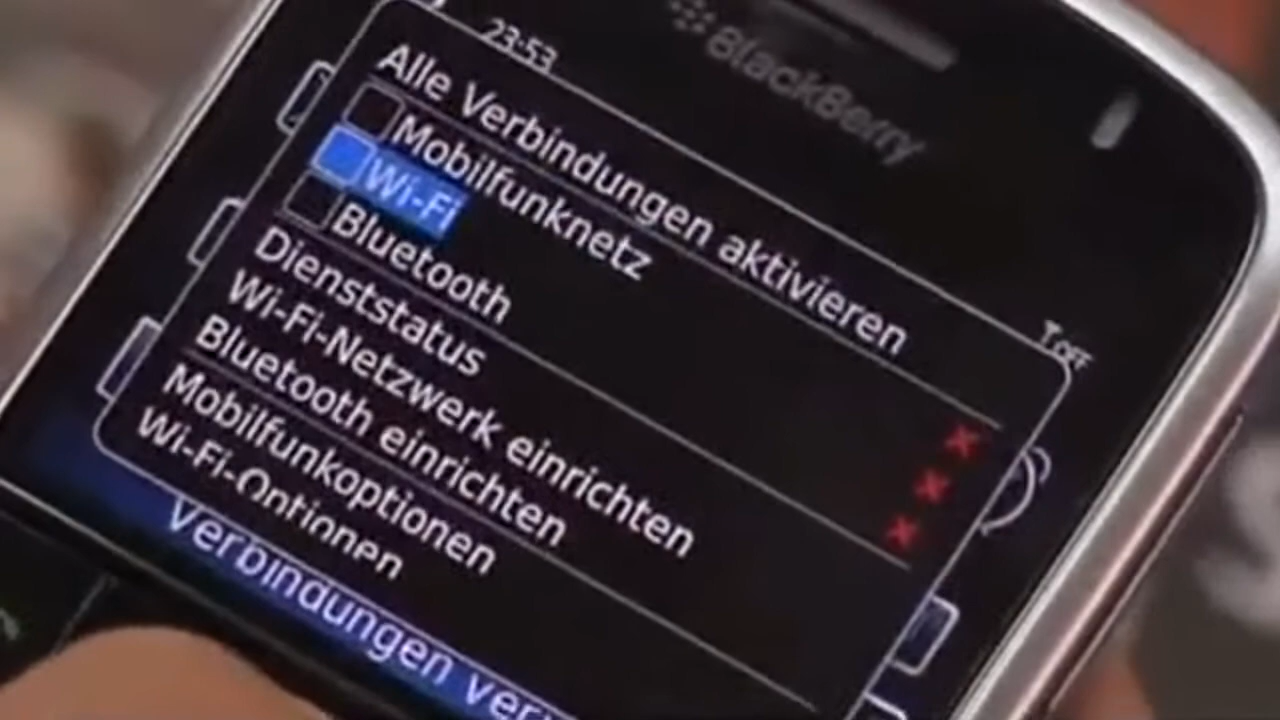 BlackBerry
23:53
OFF
Alle Verbindungen aktivieren
Mobilfunknetz
Wi-Fi
Bluetooth
Dienststatus
Wi-Fi-Netzwerk einrichten
Bluetooth einrichten
Mobilfunkoptionen
Wi-Fi-Optionen
Verbindungen